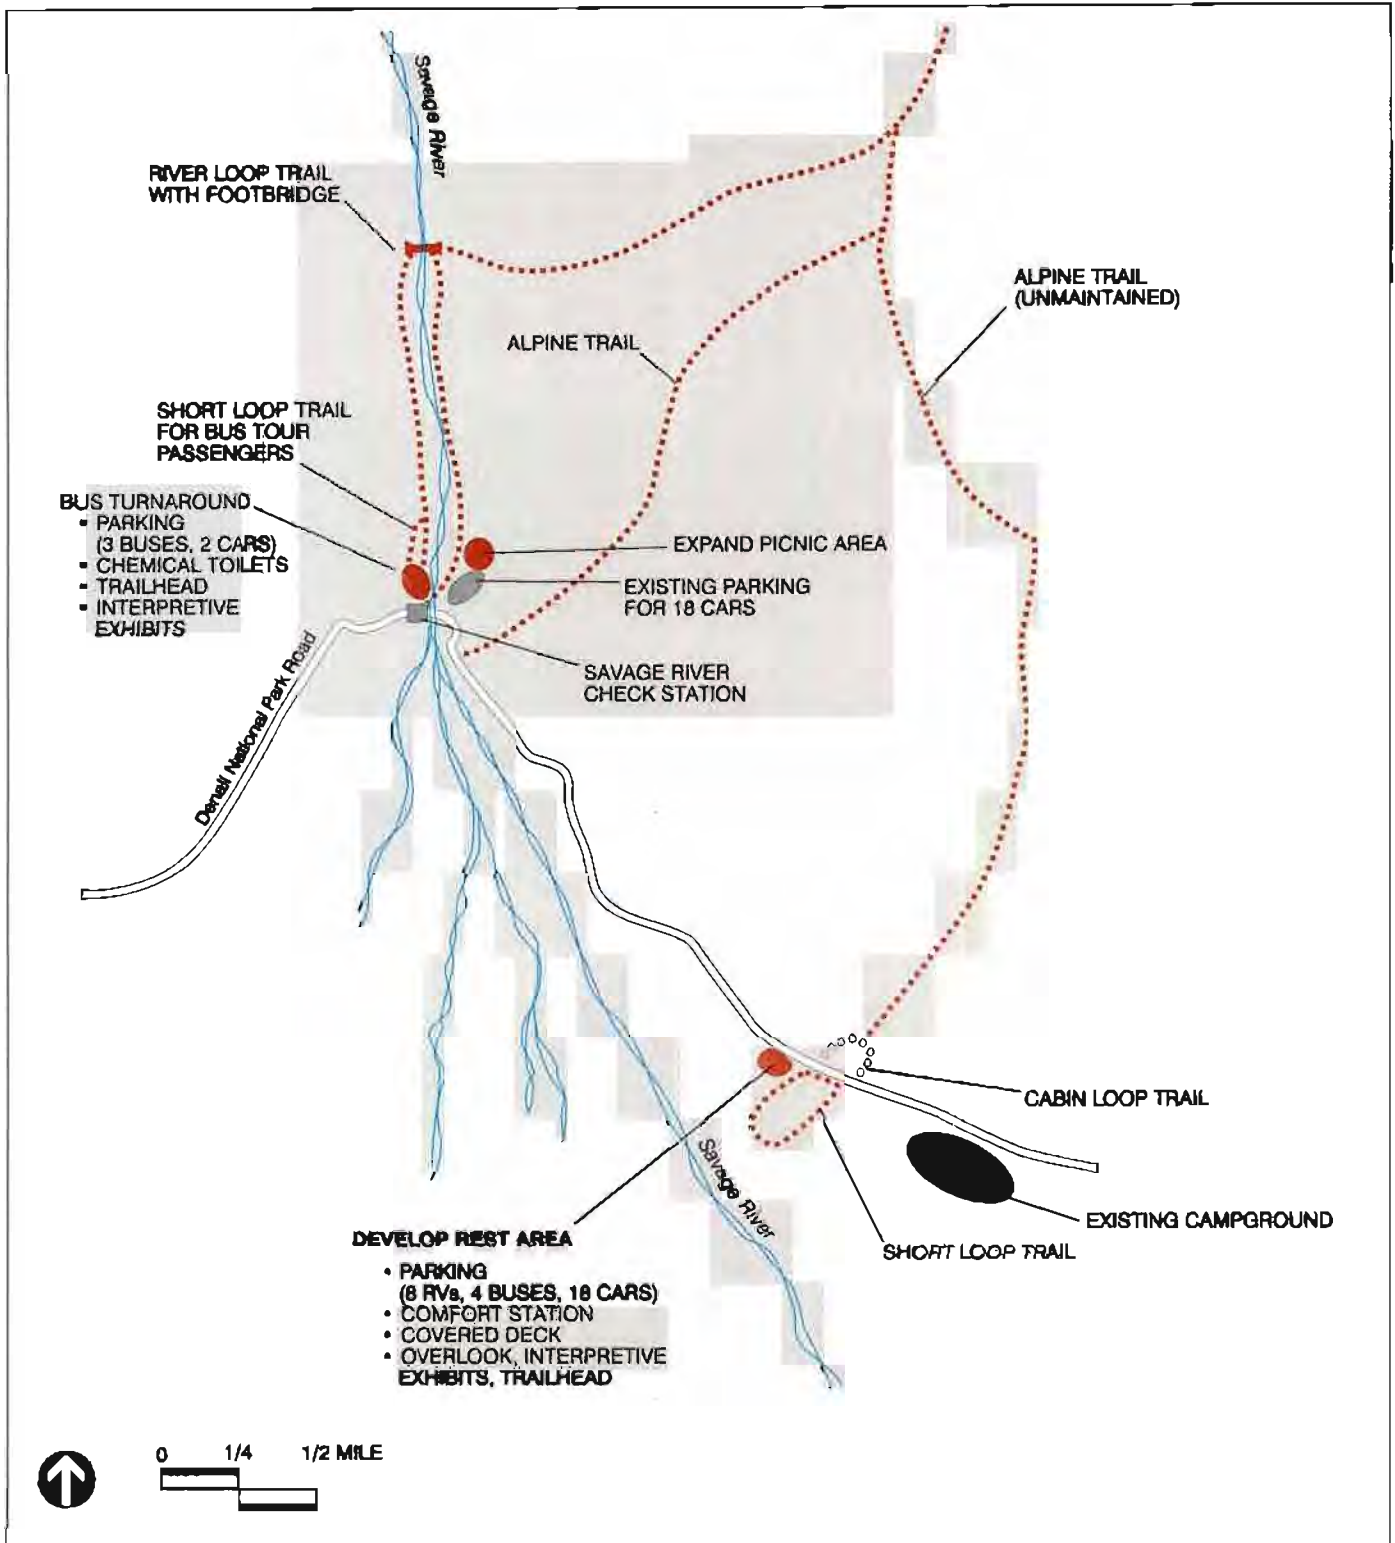 Savage River
RIVER LOOP TRAIL
WITH FOOTBRIDGE
ALPINE TRAIL
(UNMAINTAINED)
ALPINE TRAIL
SHORT LOOP TRAIL
FOR BUS TOUR
PASSENGERS
BUS TURNAROUND
• PARKING
(3 BUSES, 2 CARS)
• CHEMICAL TOILETS
• TRAILHEAD
• INTERPRETIVE
EXHIBITS
EXPAND PICNIC AREA
EXISTING PARKING
FOR 18 CARS
SAVAGE RIVER
CHECK STATION
Denali National Park Road
CABIN LOOP TRAIL
Savage River
EXISTING CAMPGROUND
SHORT LOOP TRAIL
DEVELOP REST AREA
• PARKING
(8 RVs, 4 BUSES, 18 CARS)
• COMFORT STATION
• COVERED DECK
• OVERLOOK, INTERPRETIVE
EXHIBITS, TRAILHEAD
0 1/4 1/2 MILE